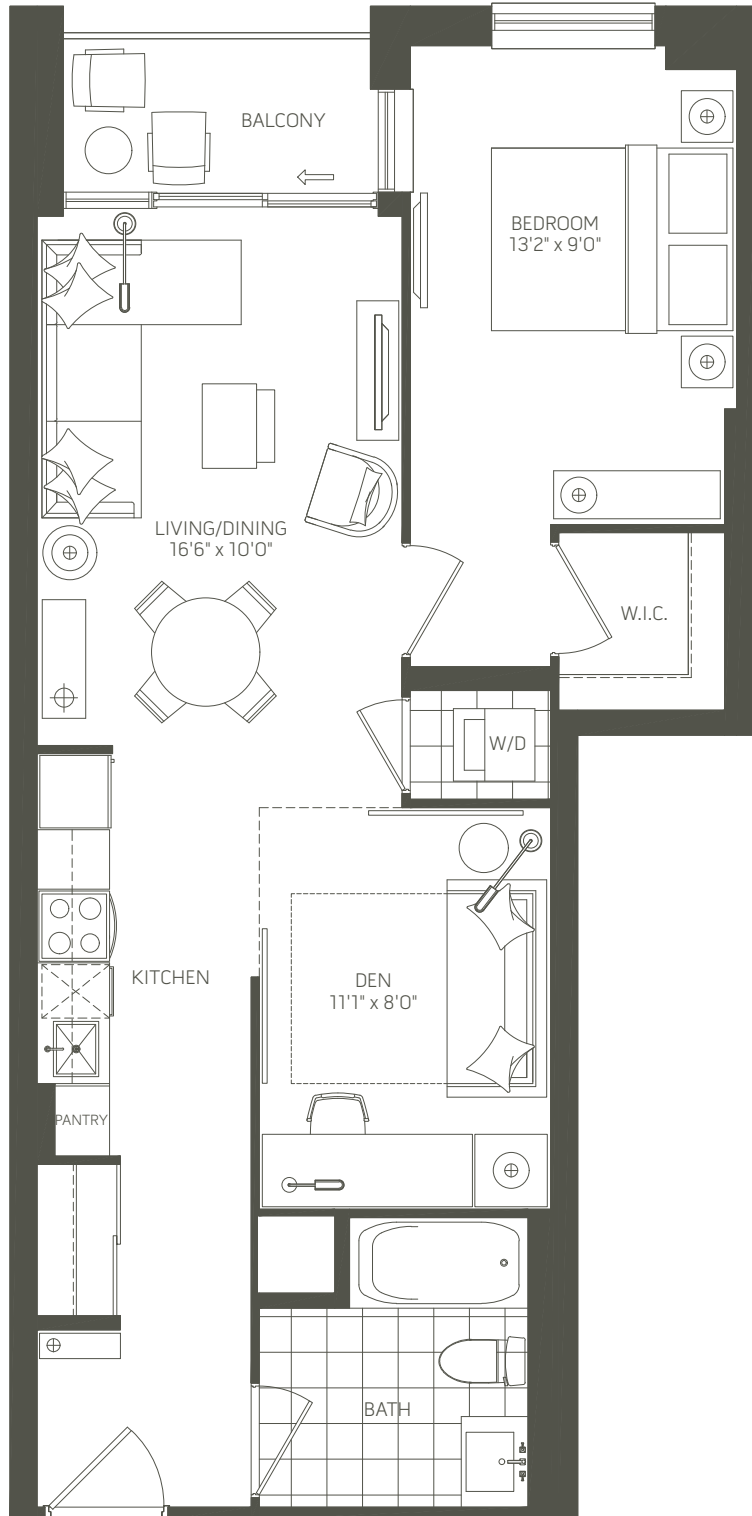 BALCONY
BEDROOM
13'2" x 9'0"
LIVING/DINING
16'6" x 10'0"
W.I.C.
W/D
KITCHEN
DEN
11'1" x 8'0"
PANTRY
BATH